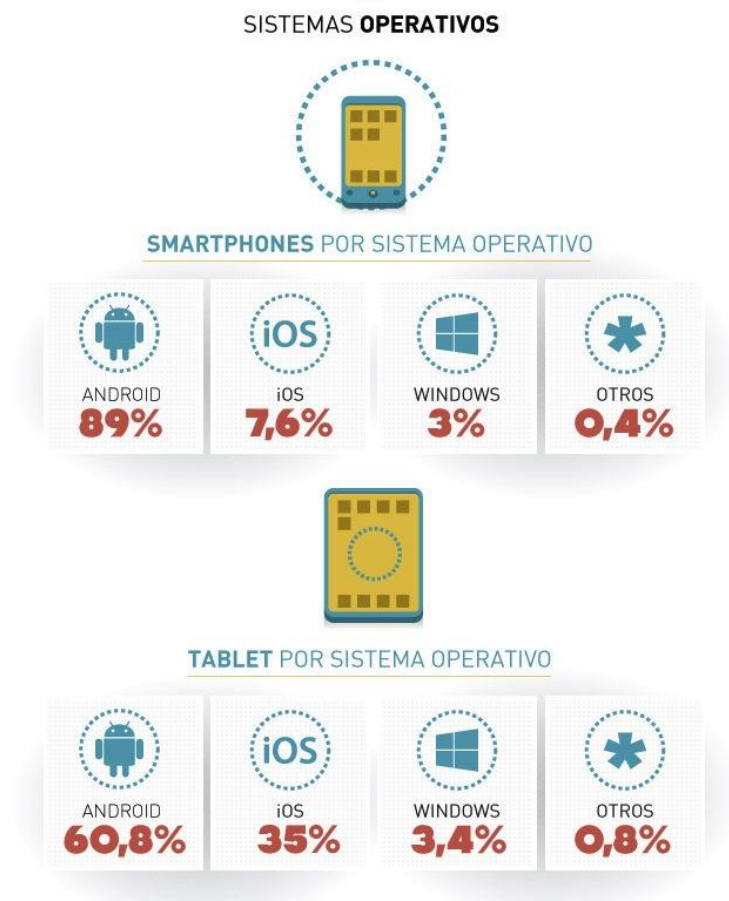 SISTEMAS OPERATIVOS
SMARTPHONES POR SISTEMA OPERATIVO
iOS
ANDROID iOS WINDOWS OTROS
89% 7,6% 3% 0,4%
TABLET POR SISTEMA OPERATIVO
iOS
ANDROID iOS WINDOWS OTROS
60,8% 35% 3,4% 0,8%